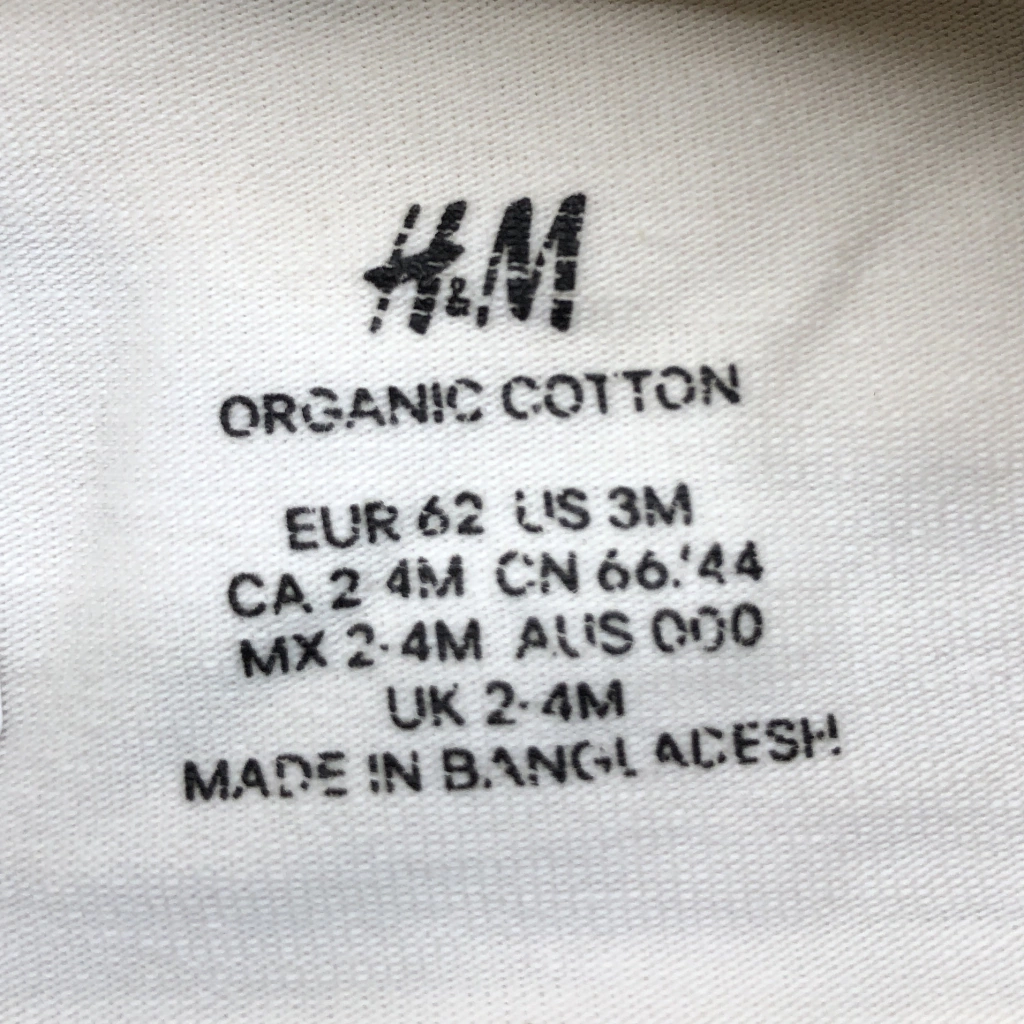 H&M
ORGANIC COTTON
EUR 62 US 3M
CA 2-4M CN 66/44
MX 2-4M AUS 000
UK 2-4M
MADE IN BANGLADESH